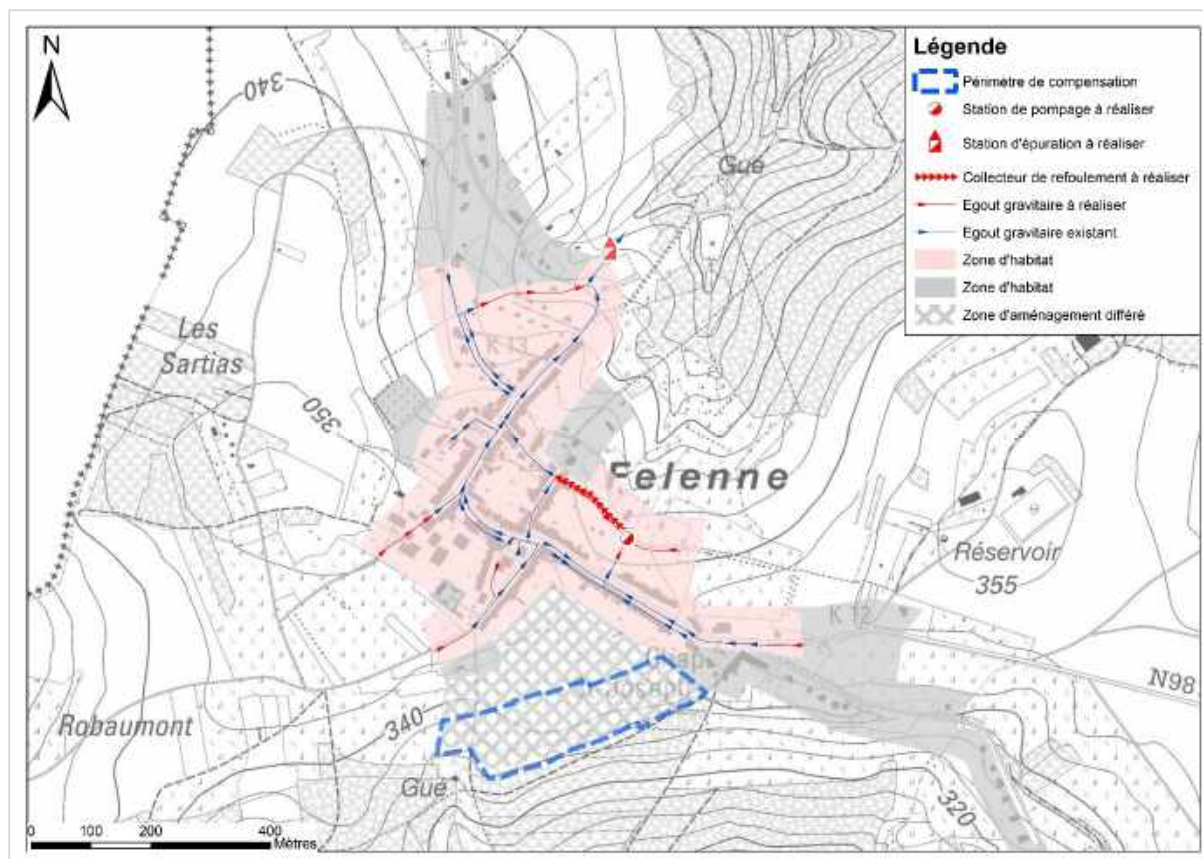 N
Légende
Périmètre de compensation
Station de pompage à réaliser
Station d'épuration à réaliser
Collecteur de refoulement à réaliser
Egout gravitaire à réaliser
Egout gravitaire existant
Zone d'habitat
Zone d'habitat
Zone d'aménagement différé
340
Gué
Les
Sartias
K 13
350
Felenne
Réservoir
355
K 12
N98
Robaumont
340
Gué
320
0 100 200 400
Mètres